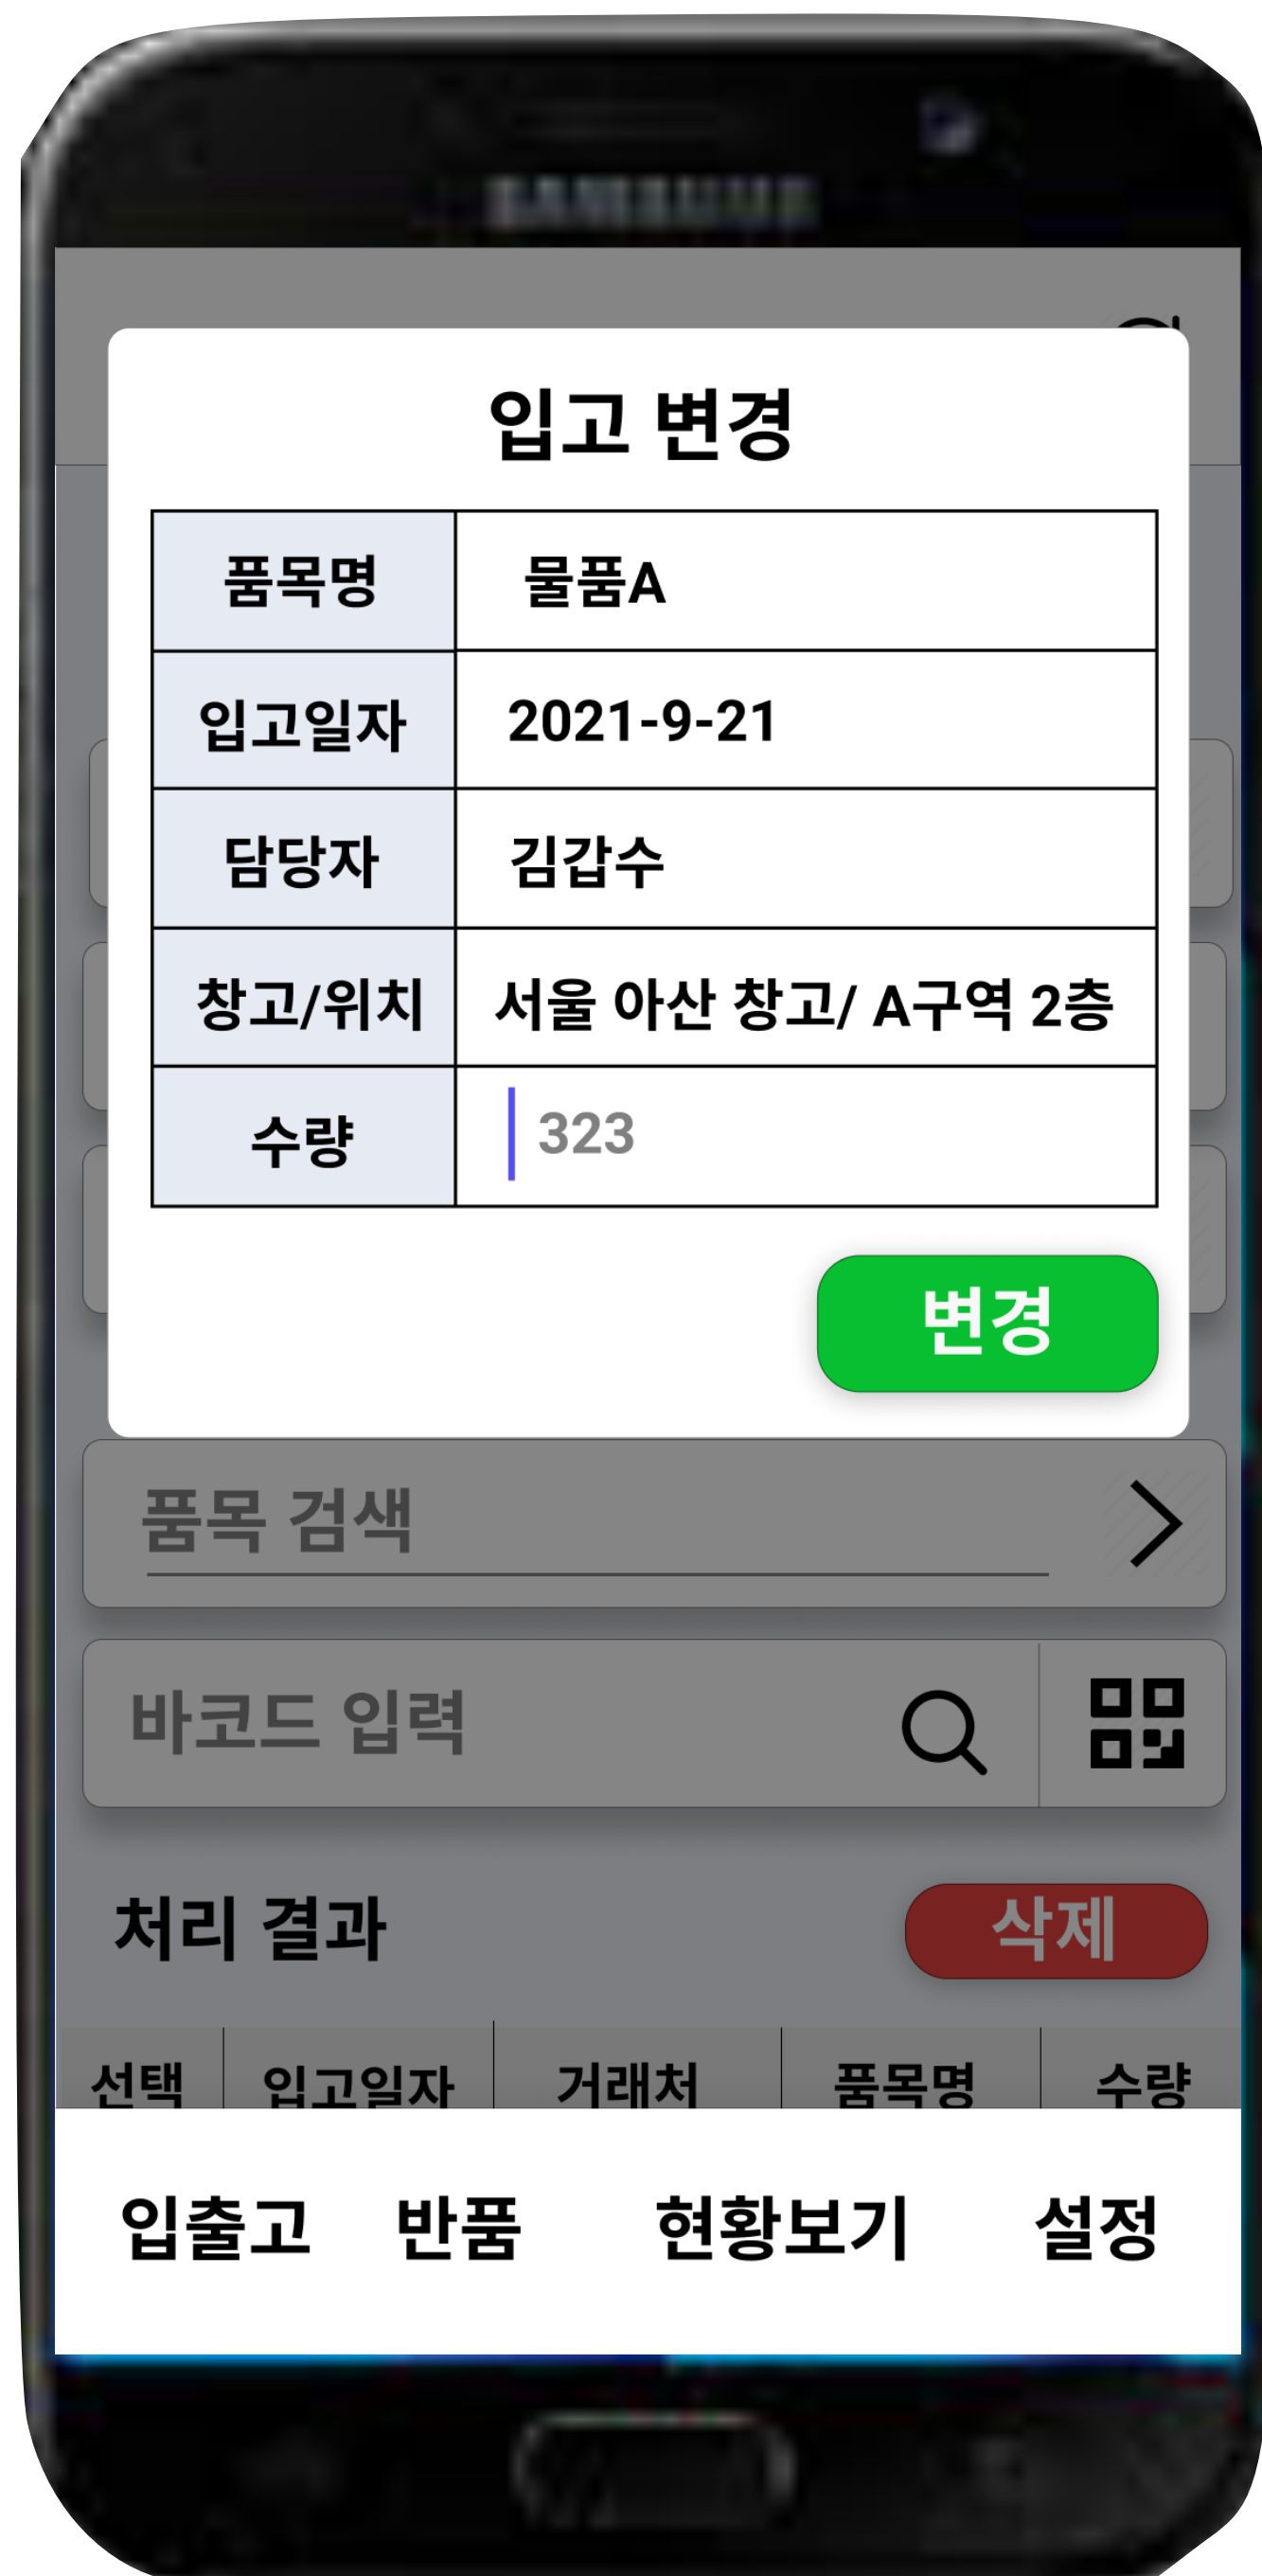 SAMSUNG
입고 변경
품목명 물품A
입고일자 2021-9-21
담당자 김갑수
창고/위치 서울 아산 창고/ A구역 2층
수량 323
변경
품목 검색
바코드 입력
처리 결과 삭제
선택 입고일자 거래처 품목명 수량
입출고 반품 현황보기 설정